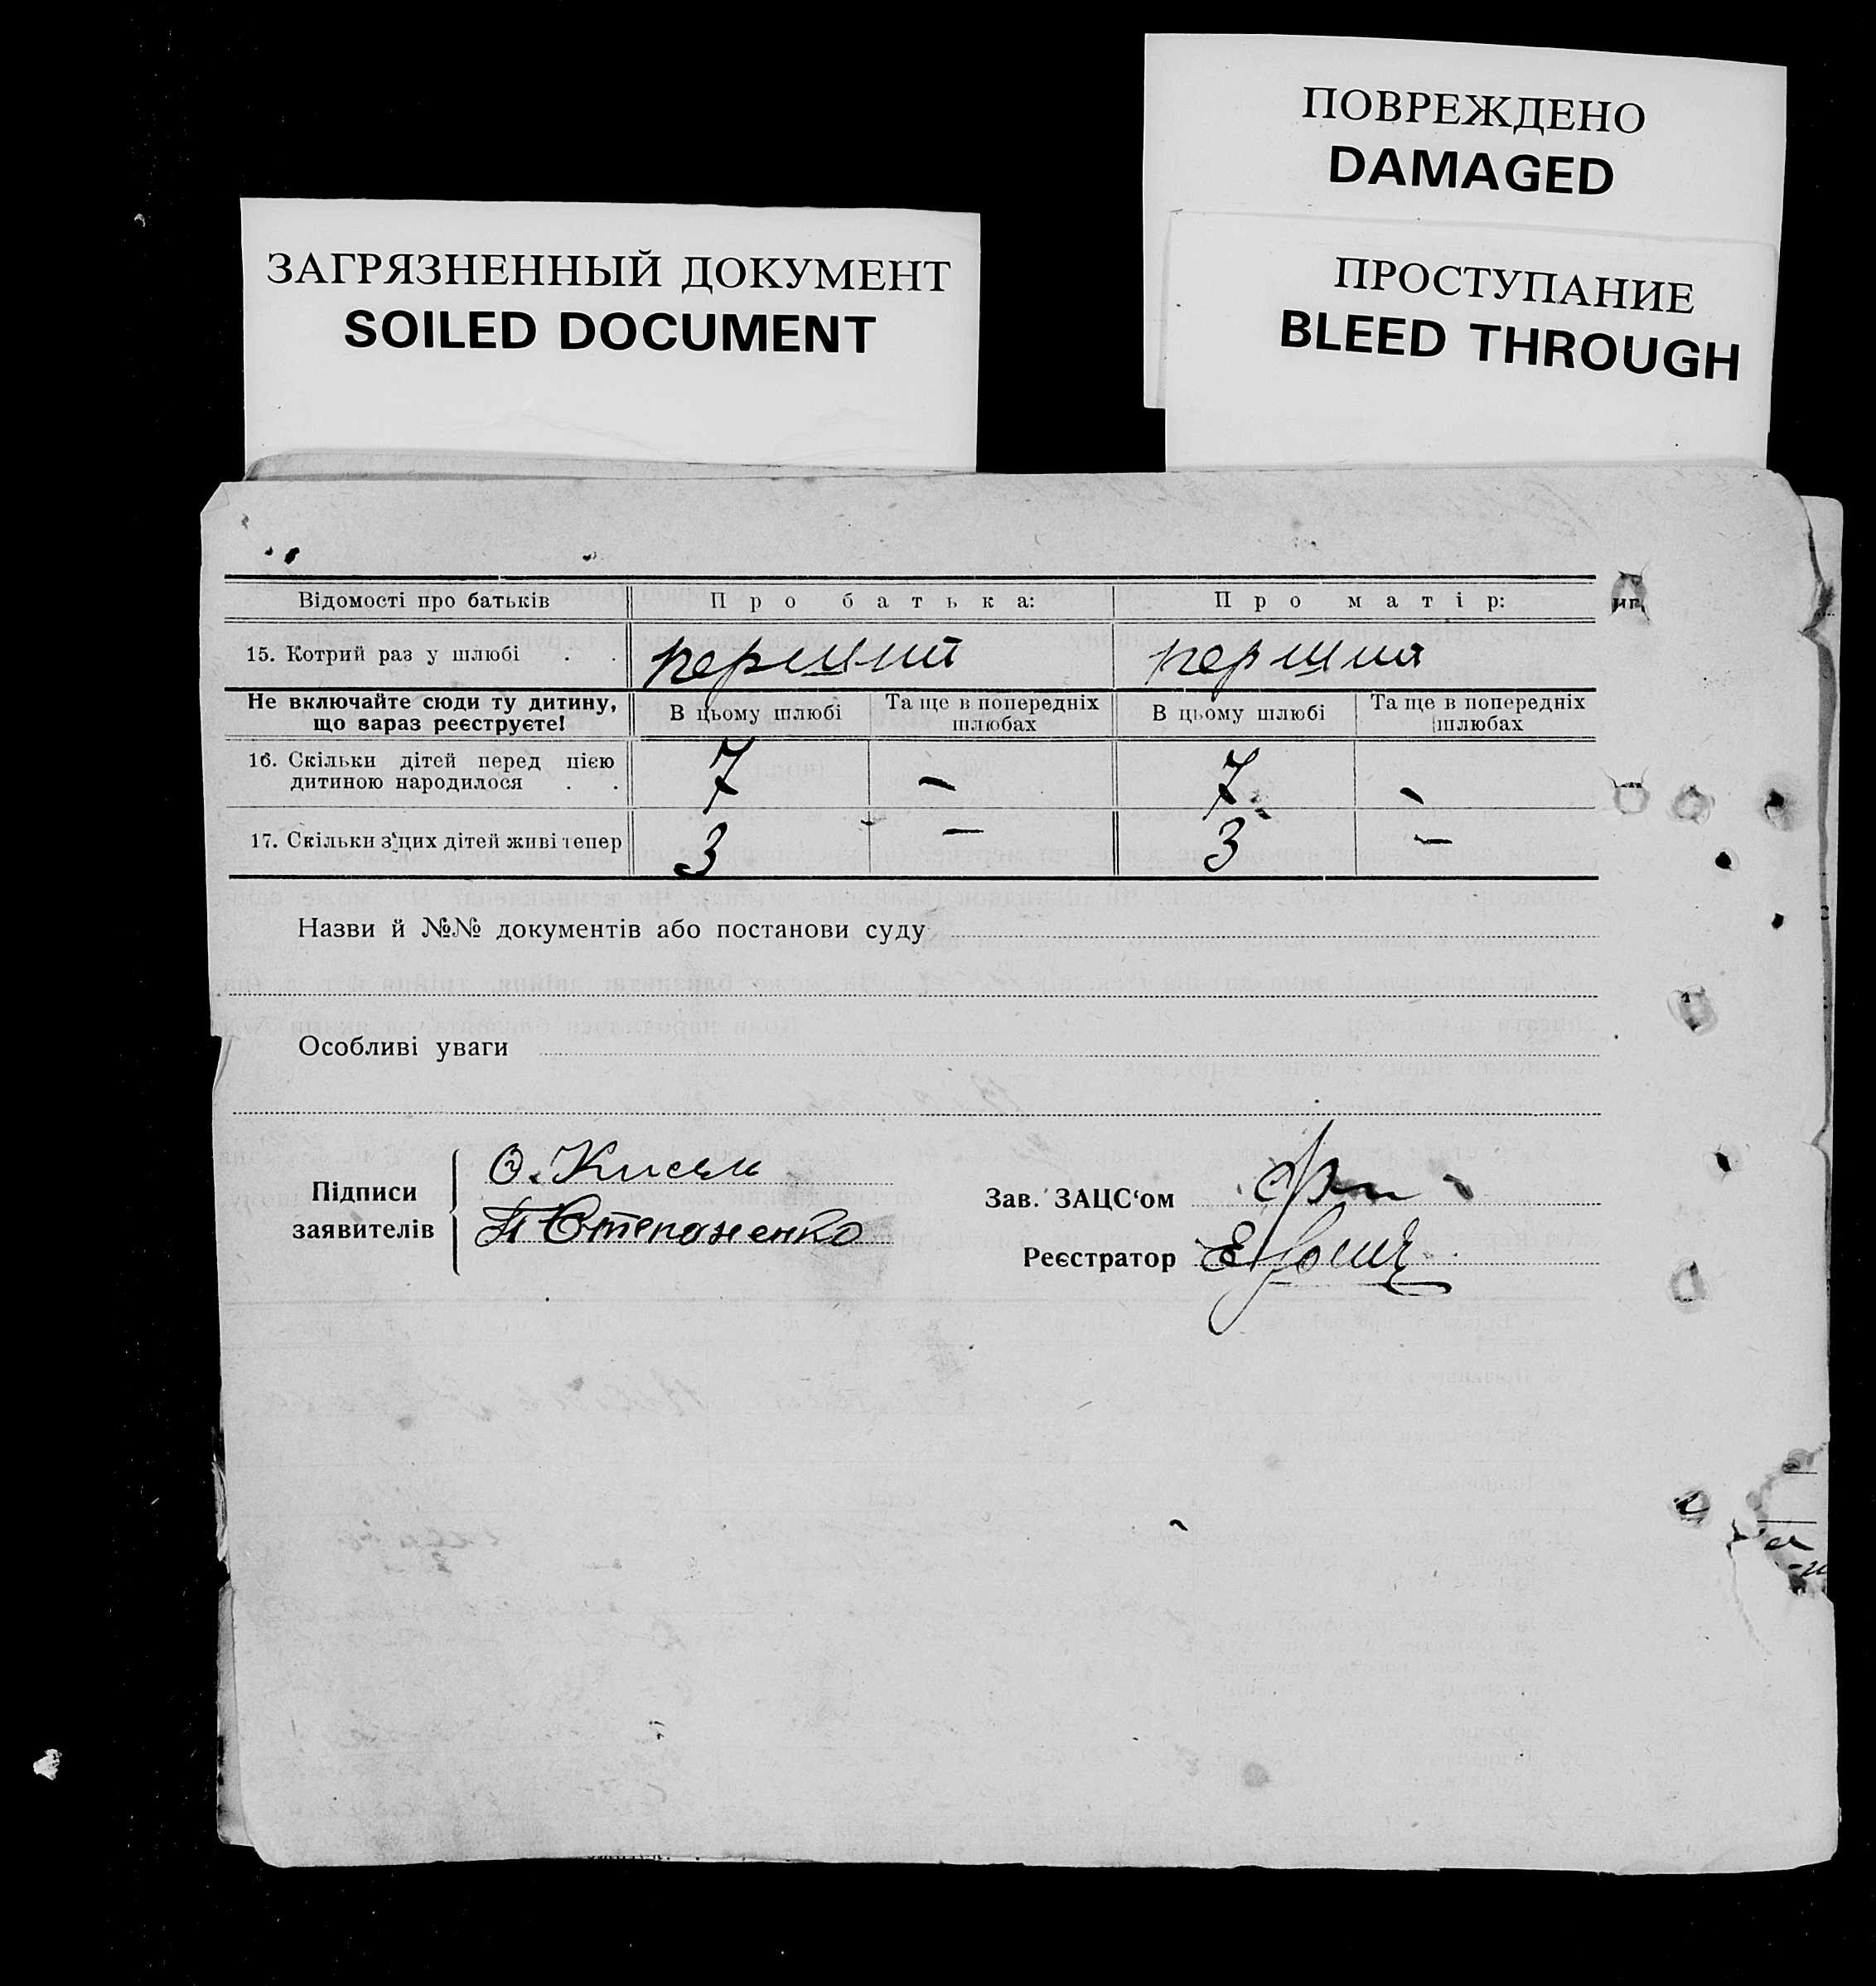 ПОВРЕЖДЕНО
DAMAGED
ЗАГРЯЗНЕННЫЙ ДОКУМЕНТ
SOILED DOCUMENT
ПРОСТУПАНИЕ
BLEED THROUGH
Відомості про батьків Про батька: Про матір:
15. Котрий раз у шлюбі . . перший перший
Не включайте сюди ту дитину, що зараз реєструєте! В цьому шлюбі Та ще в попередніх шлюбах В цьому шлюбі Та ще в попередніх шлюбах
16. Скільки дітей перед цією дитиною народилося . . 7 – 7 –
17. Скільки з'цих дітей живі тепер 3 – 3 –
Назви й №№ документів або постанови суду
Особливі уваги
Підписи заявителів
О. Кисель
П Степаненко
Зав. ЗАЦС'ом
Реєстратор